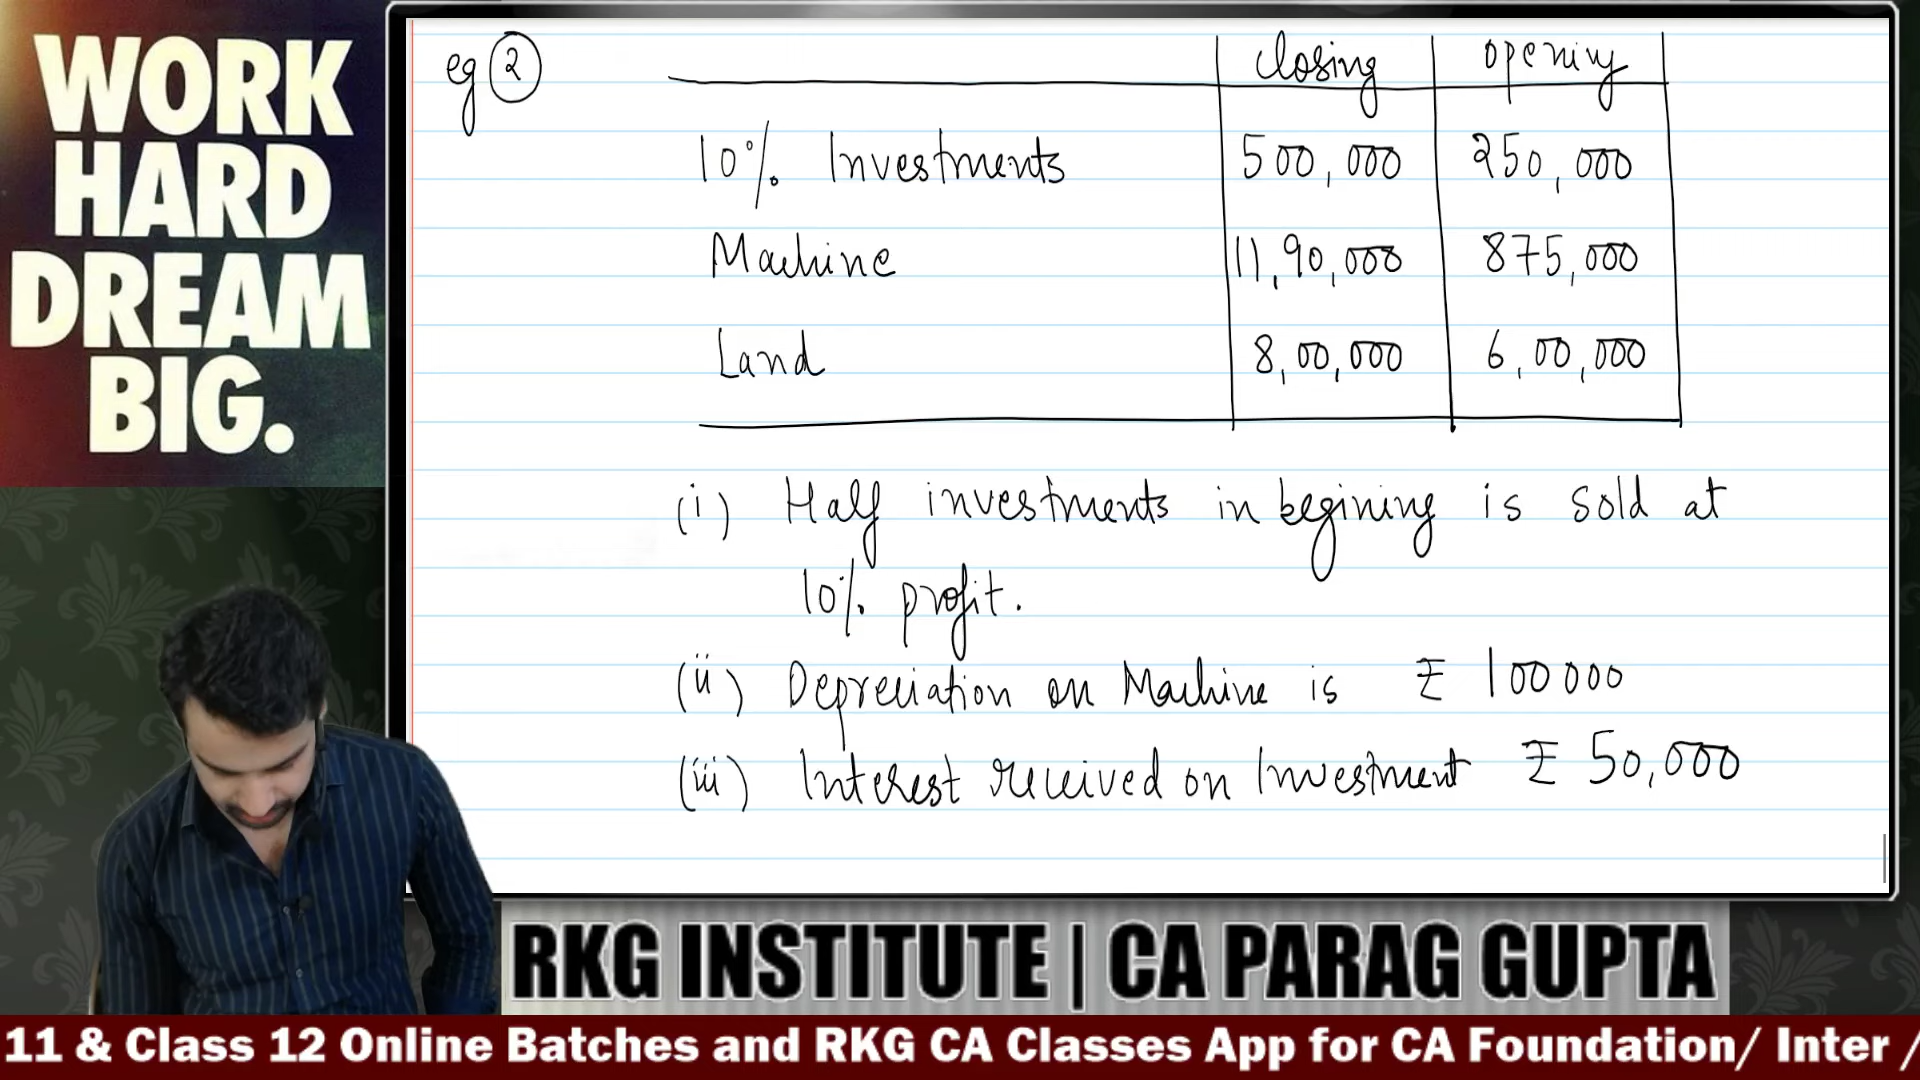 WORK
HARD
DREAM
BIG.
eg 2
closing opening
10% Investments 500,000 250,000
Machine 11,90,000 875,000
Land 8,00,000 6,00,000
(i) Half investments in begining is sold at
10% profit.
(ii) Depreciation on Machine is ₹ 100000
(iii) Interest received on Investment ₹ 50,000
RKG INSTITUTE | CA PARAG GUPTA
11 & Class 12 Online Batches and RKG CA Classes App for CA Foundation/ Inter /